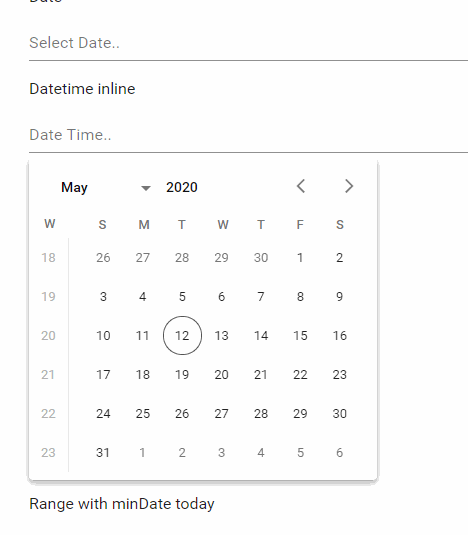 Date
Select Date..
Datetime inline
Date Time..
May 2020
W S M T W T F S
18 26 27 28 29 30 1 2
19 3 4 5 6 7 8 9
20 10 11 12 13 14 15 16
21 17 18 19 20 21 22 23
22 24 25 26 27 28 29 30
23 31 1 2 3 4 5 6
Range with minDate today